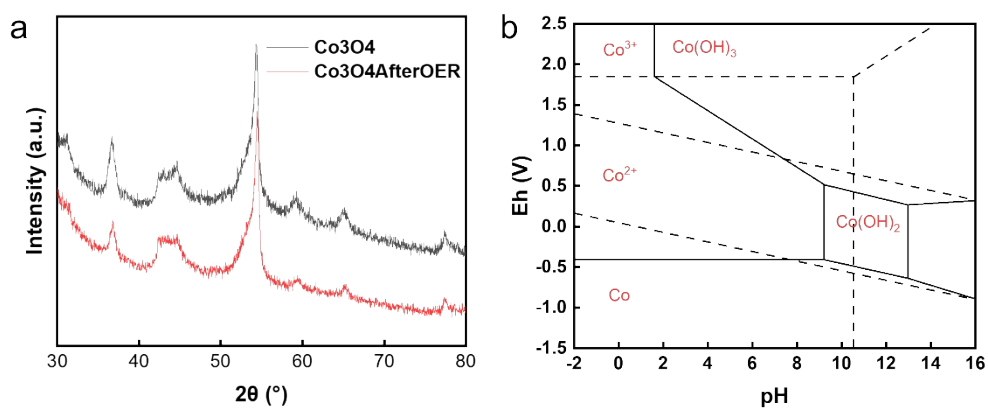 a
Co3O4
Co3O4AfterOER
Intensity (a.u.)
30 40 50 60 70 80
2θ (°)
b
Co3+ Co(OH)3
Co2+
Co(OH)2
Co
Eh (V)
2.5
2.0
1.5
1.0
0.5
0.0
-0.5
-1.0
-1.5
-2 0 2 4 6 8 10 12 14 16
pH